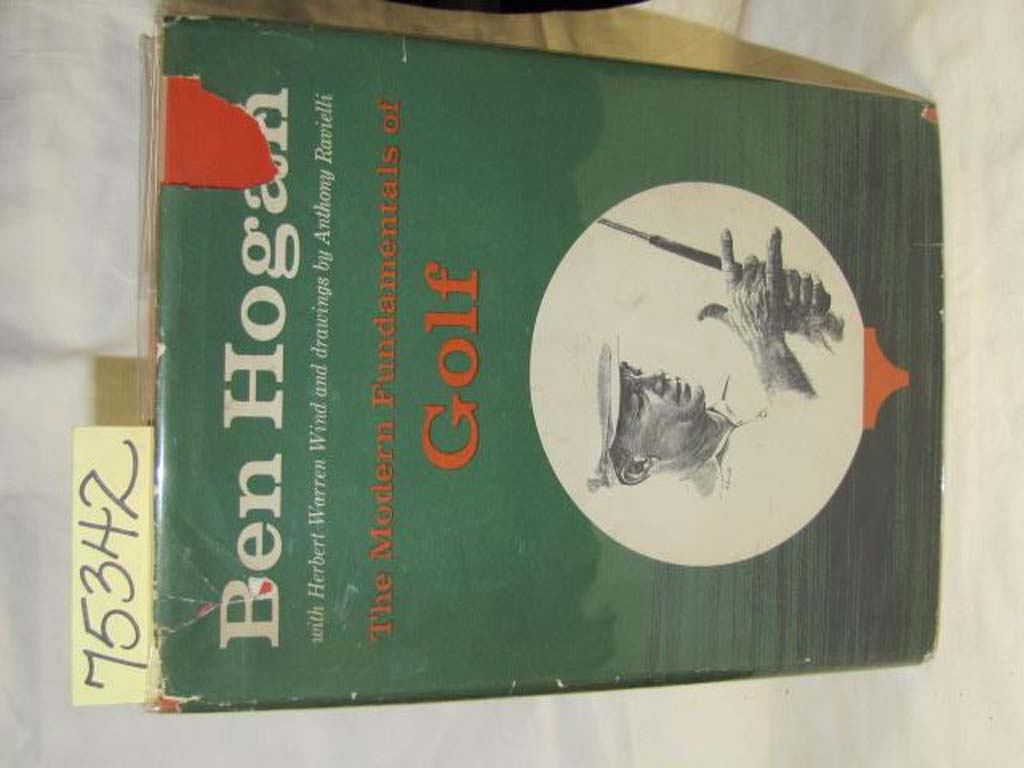 75342
Ben Hogan
with Herbert Warren Wind and drawings by Anthony Ravielli
The Modern Fundamentals of
Golf